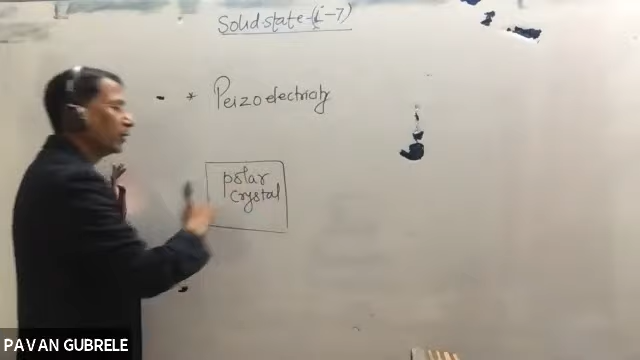 Solid state-(L-7)
* Peizoelectricity
polar
crystal
PAVAN GUBRELE